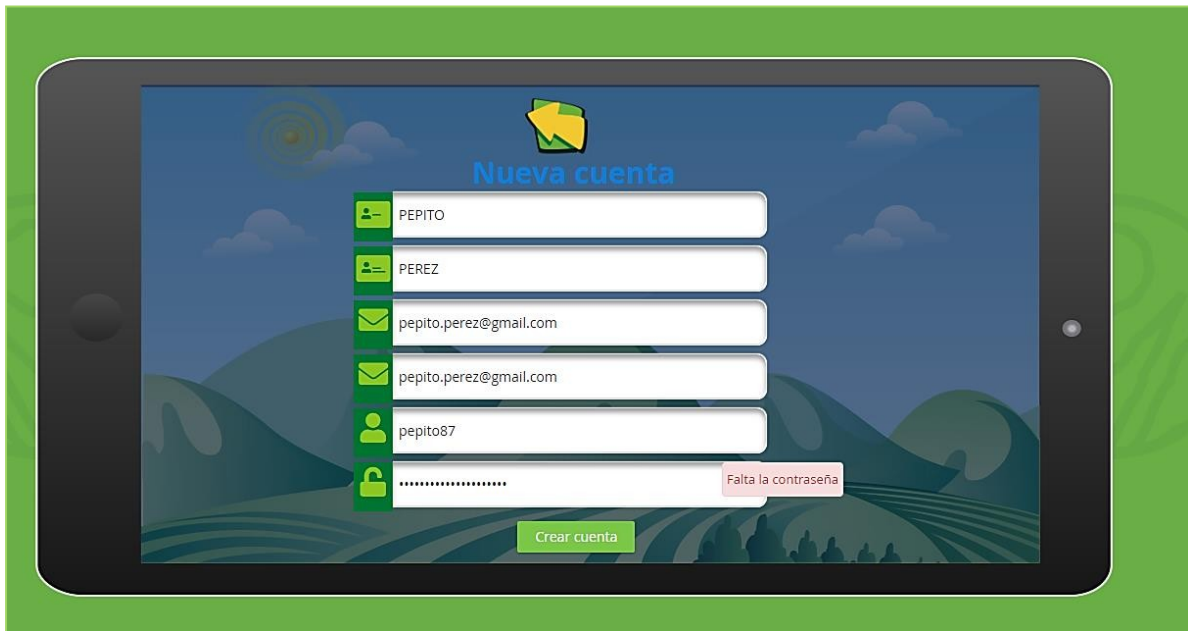 Nueva cuenta
PEPITO
PEREZ
pepito.perez@gmail.com
pepito.perez@gmail.com
pepito87
•••••••••••••••••••••
Falta la contraseña
Crear cuenta